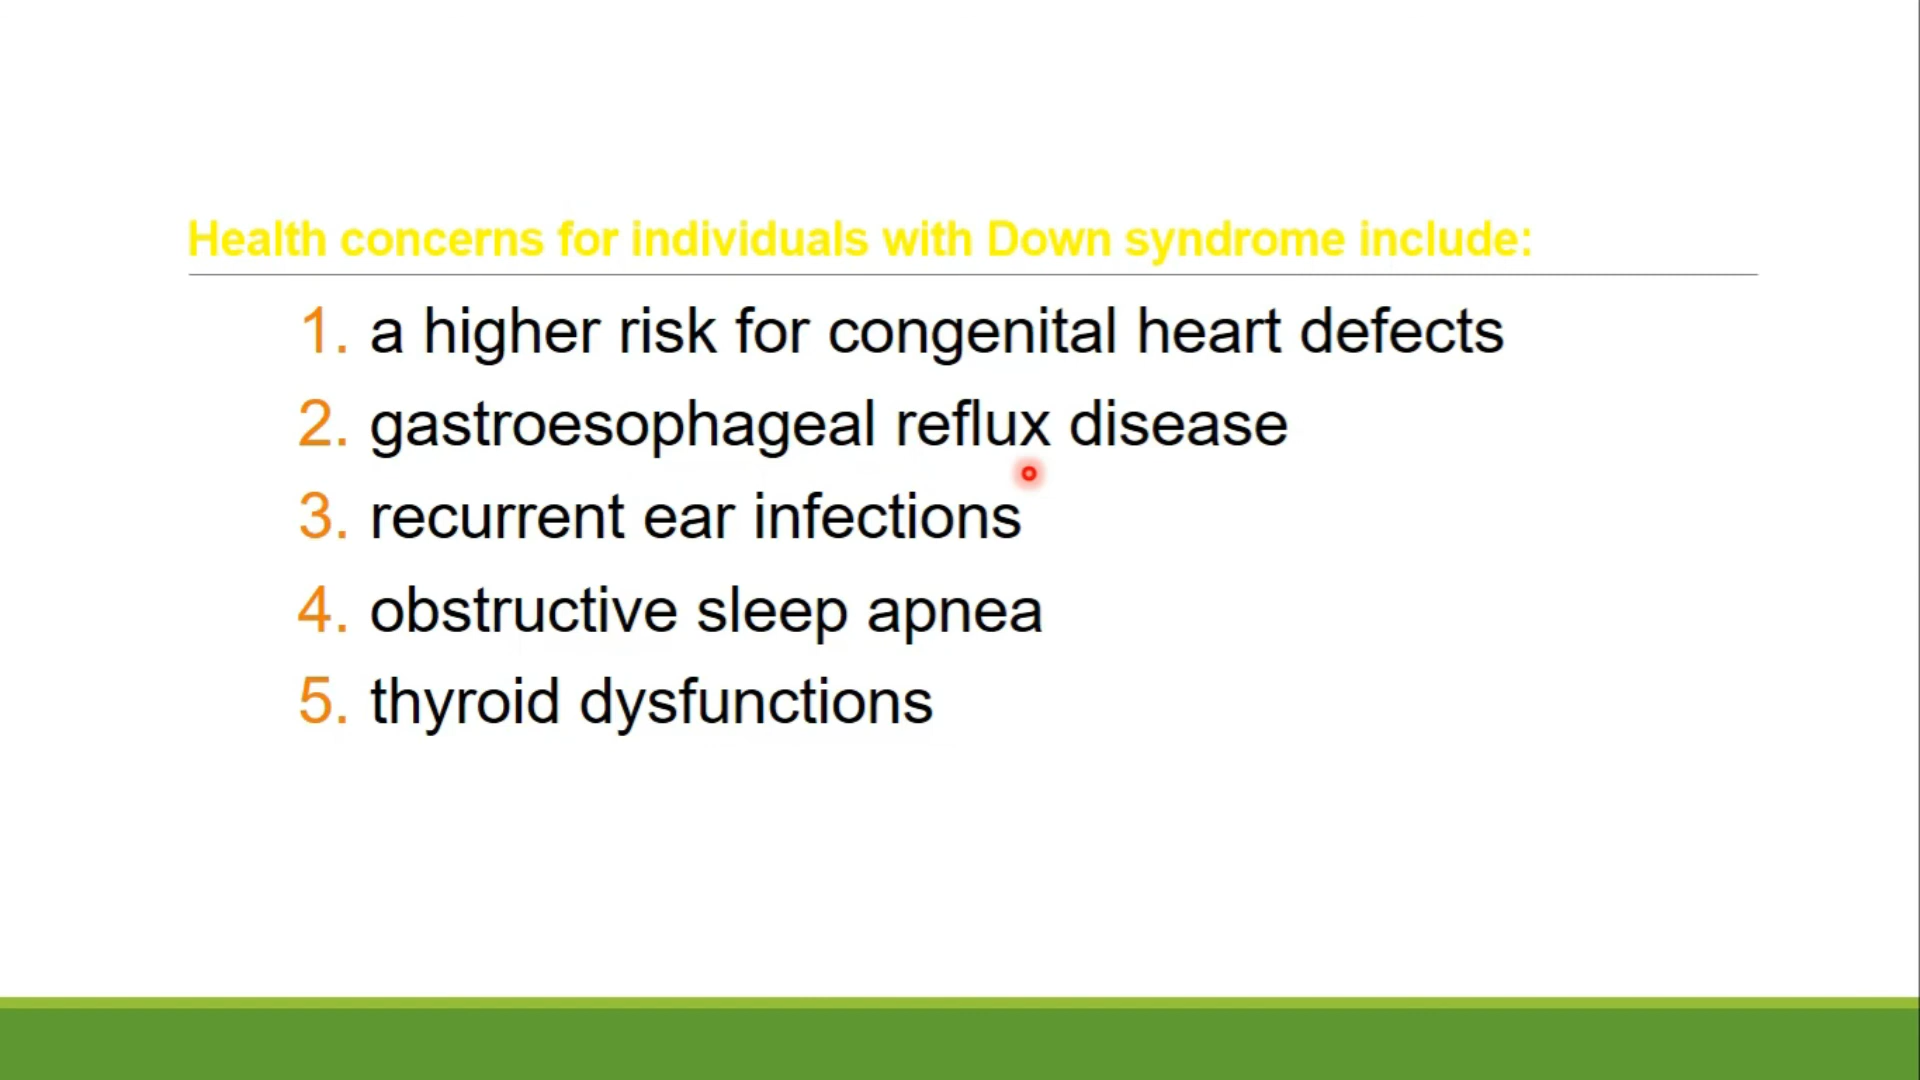 Health concerns for individuals with Down syndrome include:
1. a higher risk for congenital heart defects
2. gastroesophageal reflux disease
3. recurrent ear infections
4. obstructive sleep apnea
5. thyroid dysfunctions